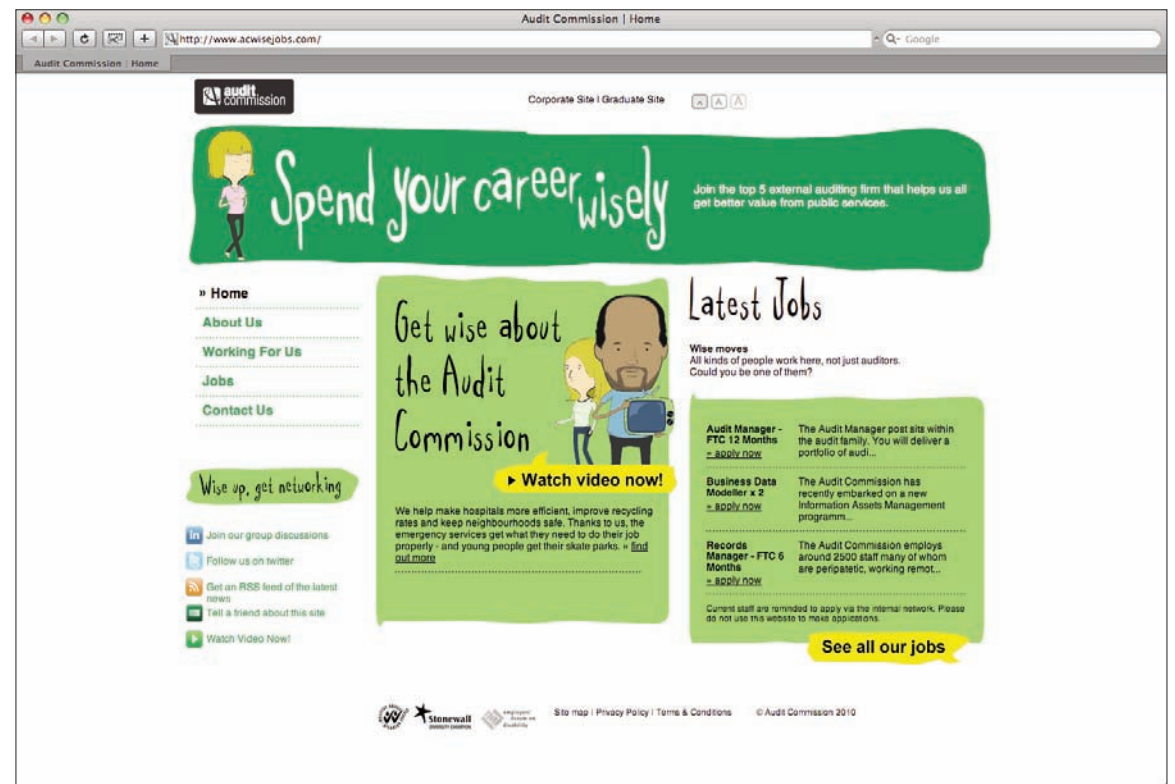 Audit Commission | Home
http://www.acwisejobs.com/
Google
Audit Commission | Home
audit
commission
Corporate Site | Graduate Site
A A A
Spend your career wisely
Join the top 5 external auditing firm that helps us all
get better value from public services.
» Home
About Us
Working For Us
Jobs
Contact Us
Wise up, get networking
in Join our group discussions
Follow us on twitter
Get an RSS feed of the latest
news
Tell a friend about this site
Watch Video Now!
Get wise about
the Audit
Commission
Watch video now!
We help make hospitals more efficient, improve recycling
rates and keep neighbourhoods safe. Thanks to us, the
emergency services get what they need to do their job
properly - and young people get their skate parks. » find
out more
Latest Jobs
Wise moves
All kinds of people work here, not just auditors.
Could you be one of them?
Audit Manager -
FTC 12 Months
» apply now
The Audit Manager post sits within
the audit family. You will deliver a
portfolio of audi...
Business Data
Modeller x 2
» apply now
The Audit Commission has
recently embarked on a new
Information Assets Management
programm...
Records
Manager - FTC 6
Months
» apply now
The Audit Commission employs
around 2500 staff many of whom
are peripatetic, working remot...
Current staff are reminded to apply via the internal network. Please
do not use this website to make applications.
See all our jobs
Stonewall
DIVERSITY CHAMPION
employers'
forum on
disability
Site map | Privacy Policy | Terms & Conditions
© Audit Commission 2010